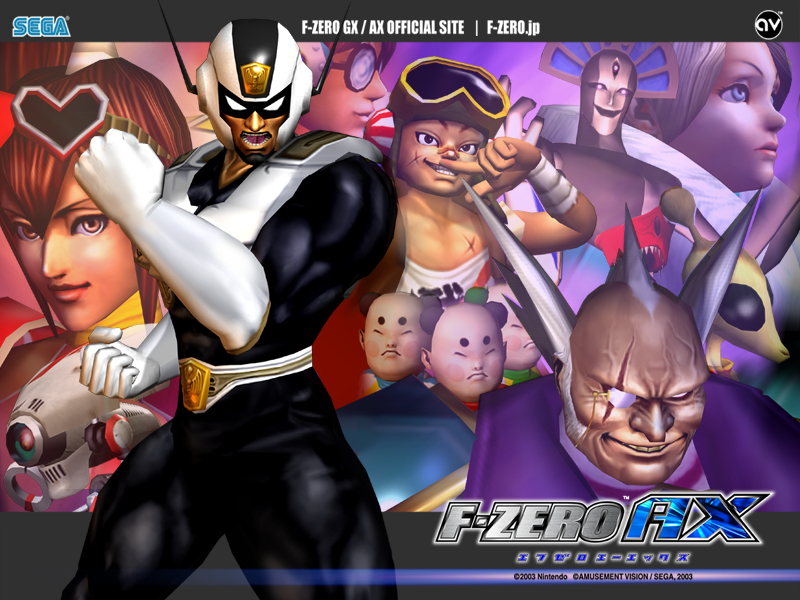 SEGA
F-ZERO GX / AX OFFICIAL SITE | F-ZERO.jp
av
F-ZERO AX
エフゼロ エーエックス
©2003 Nintendo ©AMUSEMENT VISION / SEGA, 2003